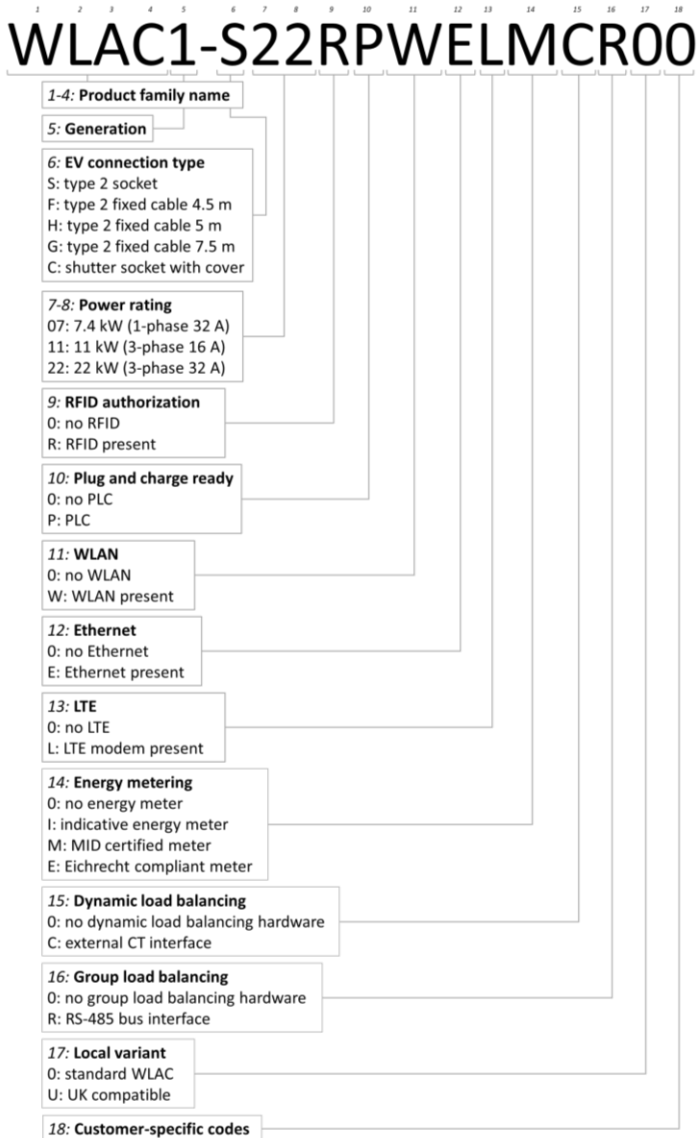 1 2 3 4 5 6 7 8 9 10 11 12 13 14 15 16 17 18
WLAC1-S22RPWELMCR00
1-4: Product family name
5: Generation
6: EV connection type
S: type 2 socket
F: type 2 fixed cable 4.5 m
H: type 2 fixed cable 5 m
G: type 2 fixed cable 7.5 m
C: shutter socket with cover
7-8: Power rating
07: 7.4 kW (1-phase 32 A)
11: 11 kW (3-phase 16 A)
22: 22 kW (3-phase 32 A)
9: RFID authorization
0: no RFID
R: RFID present
10: Plug and charge ready
0: no PLC
P: PLC
11: WLAN
0: no WLAN
W: WLAN present
12: Ethernet
0: no Ethernet
E: Ethernet present
13: LTE
0: no LTE
L: LTE modem present
14: Energy metering
0: no energy meter
I: indicative energy meter
M: MID certified meter
E: Eichrecht compliant meter
15: Dynamic load balancing
0: no dynamic load balancing hardware
C: external CT interface
16: Group load balancing
0: no group load balancing hardware
R: RS-485 bus interface
17: Local variant
0: standard WLAC
U: UK compatible
18: Customer-specific codes